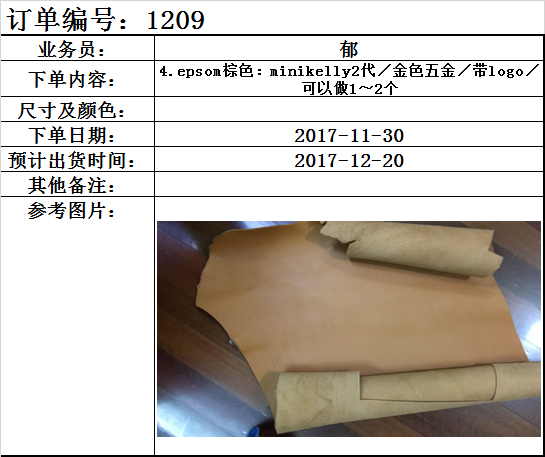 订单编号：1209
业务员： 郁
下单内容： 4.epsom棕色：minikelly2代／金色五金／带logo／
可以做1～2个
尺寸及颜色：
下单日期： 2017-11-30
预计出货时间： 2017-12-20
其他备注：
参考图片：